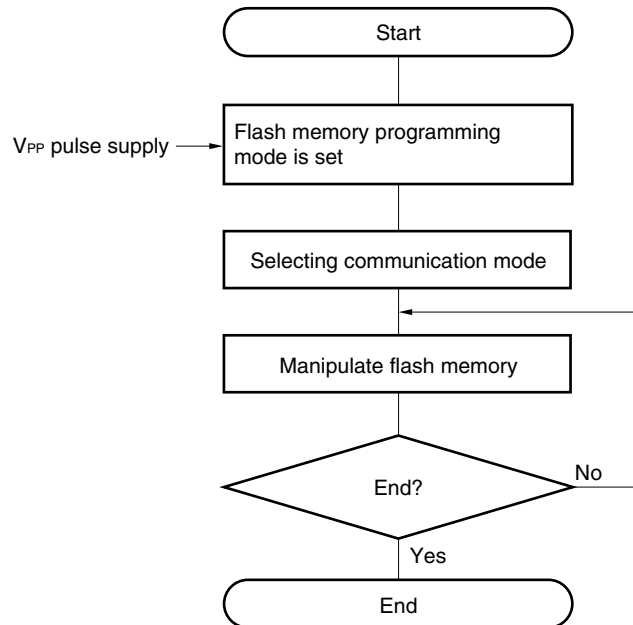 Start
VPP pulse supply
Flash memory programming
mode is set
Selecting communication mode
Manipulate flash memory
End?
No
Yes
End